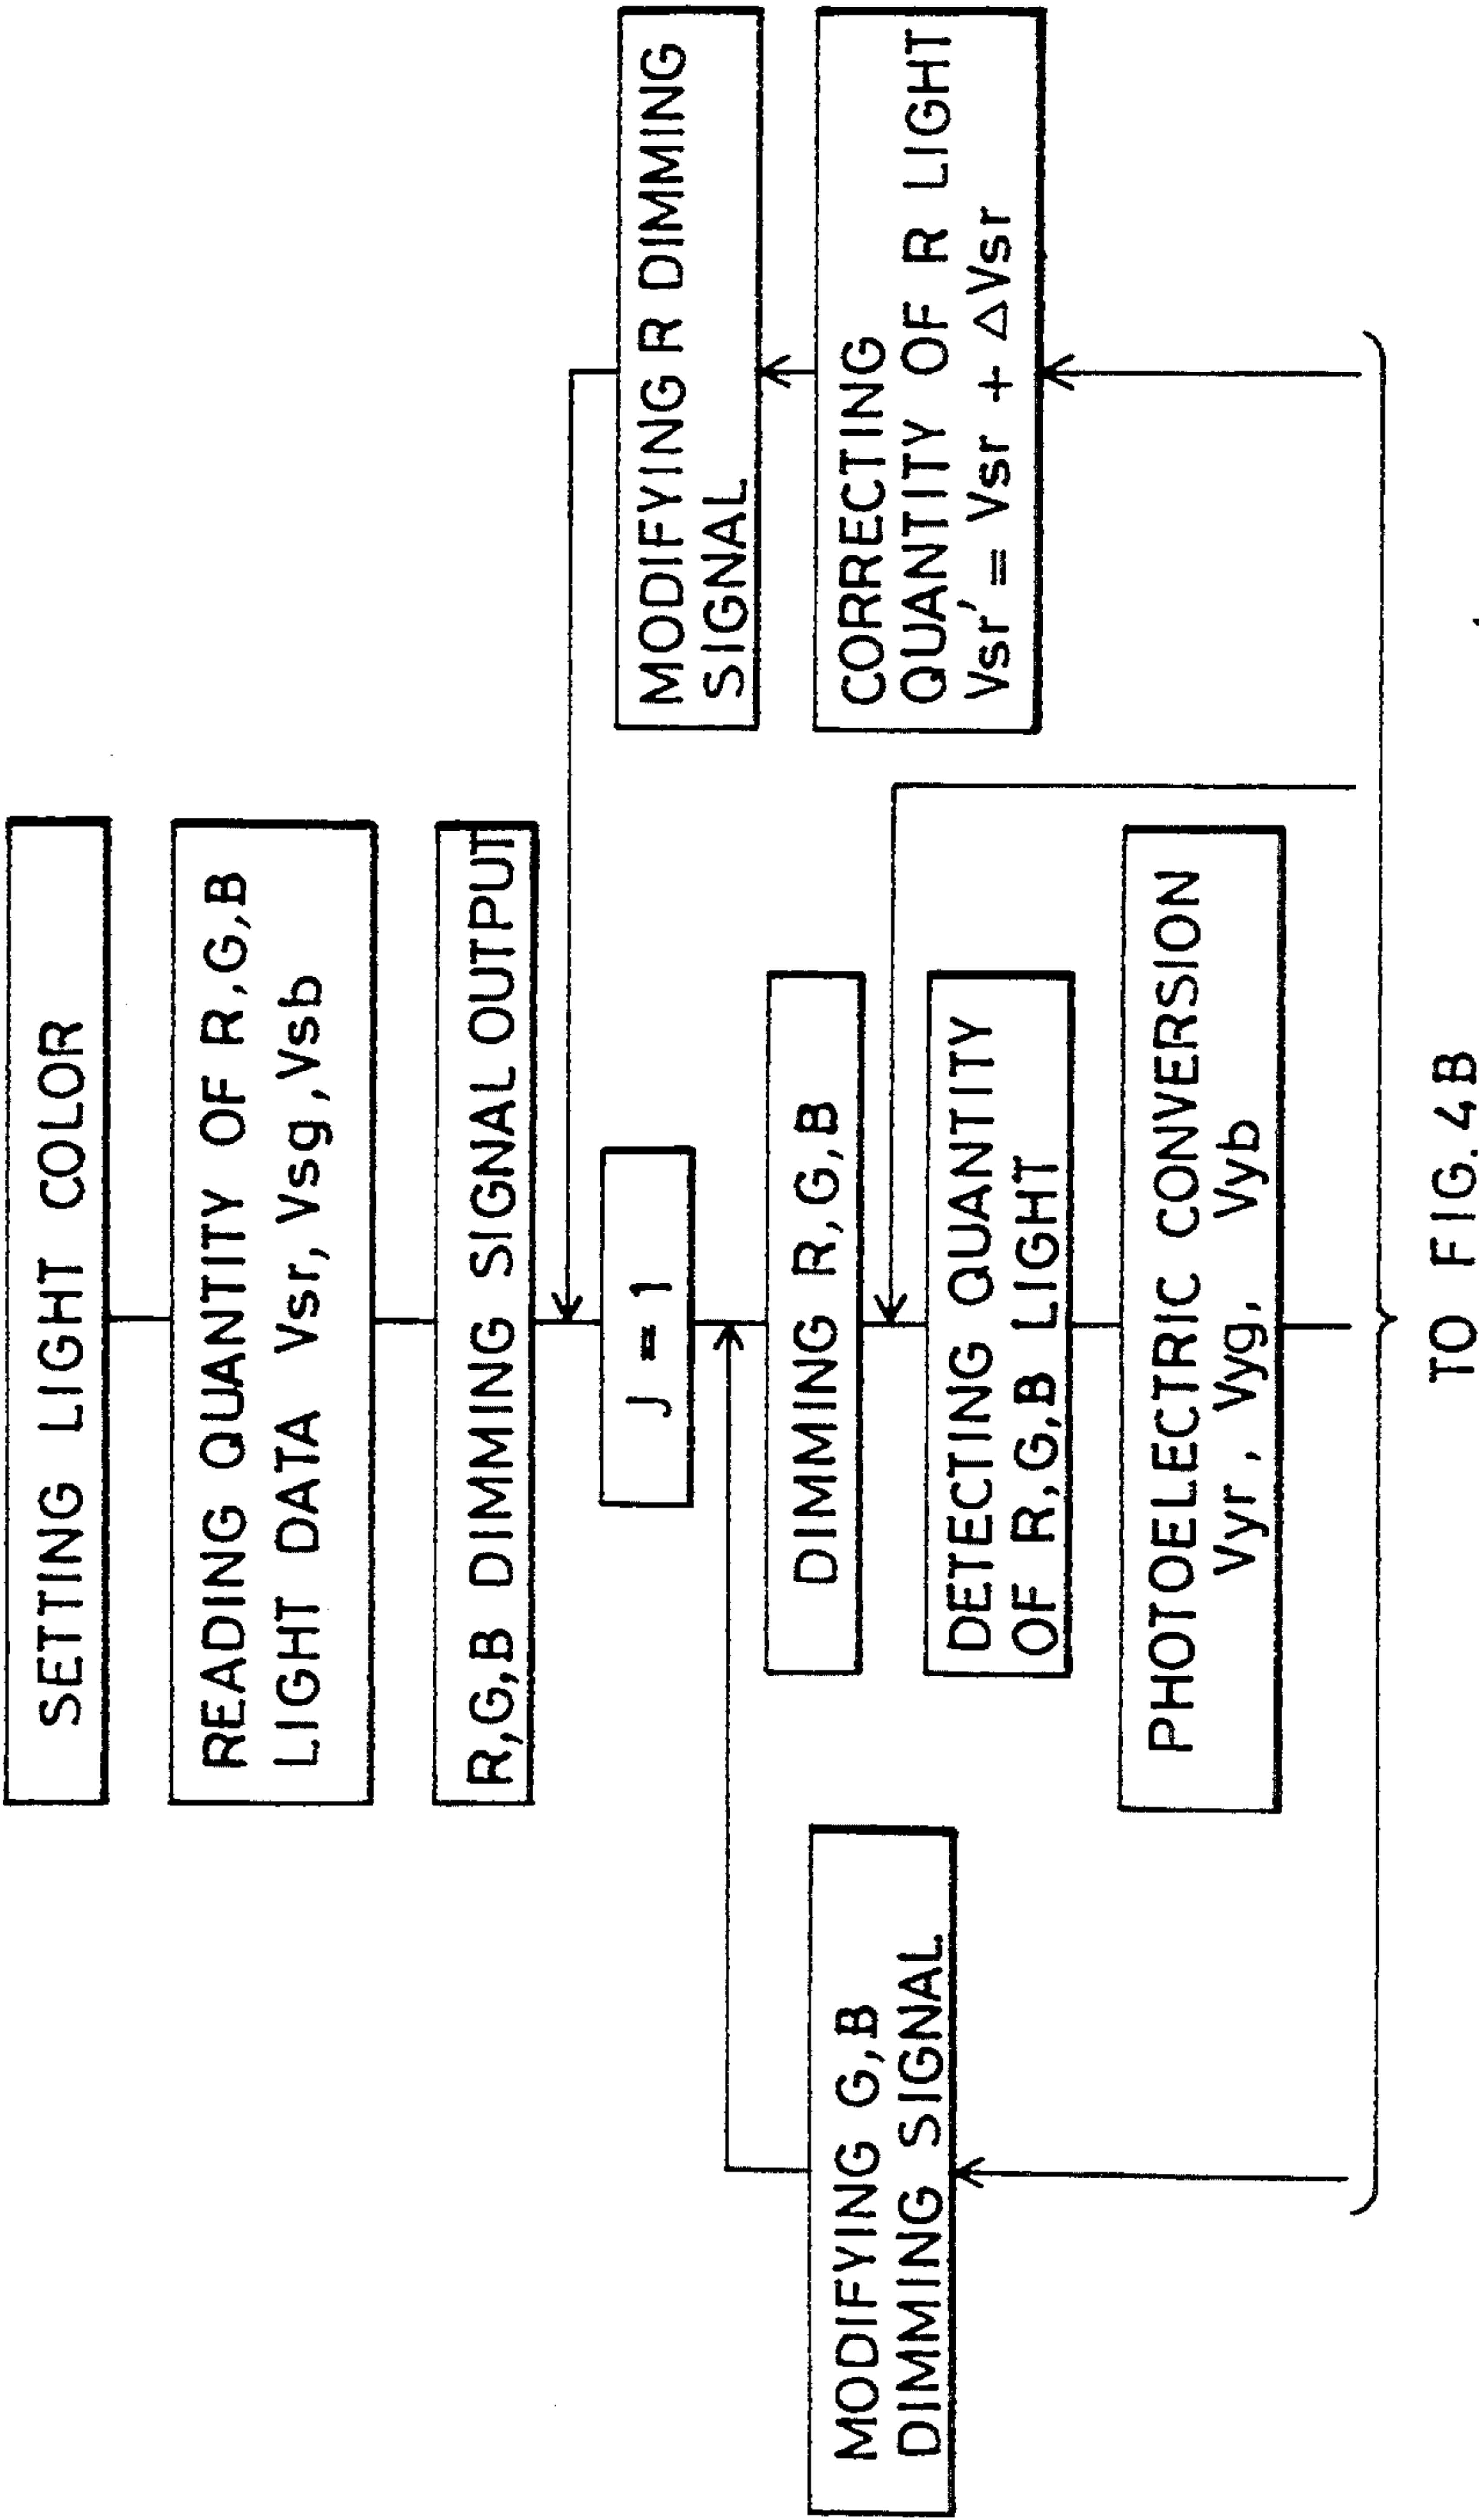 SETTING LIGHT COLOR
READING QUANTITY OF R,G,B
LIGHT DATA Vsr, Vsg, Vsb
R,G,B DIMMING SIGNAL OUTPUT
J = 1
DIMMING R,G,B
DETECTING QUANTITY
OF R,G,B LIGHT
PHOTOELECTRIC CONVERSION
Vyr, Vyg, Vyb
MODIFYING G,B
DIMMING SIGNAL
MODIFYING R DIMMING
SIGNAL
CORRECTING
QUANTITY OF R LIGHT
Vsr' = Vsr + △Vsr
TO FIG. 4B